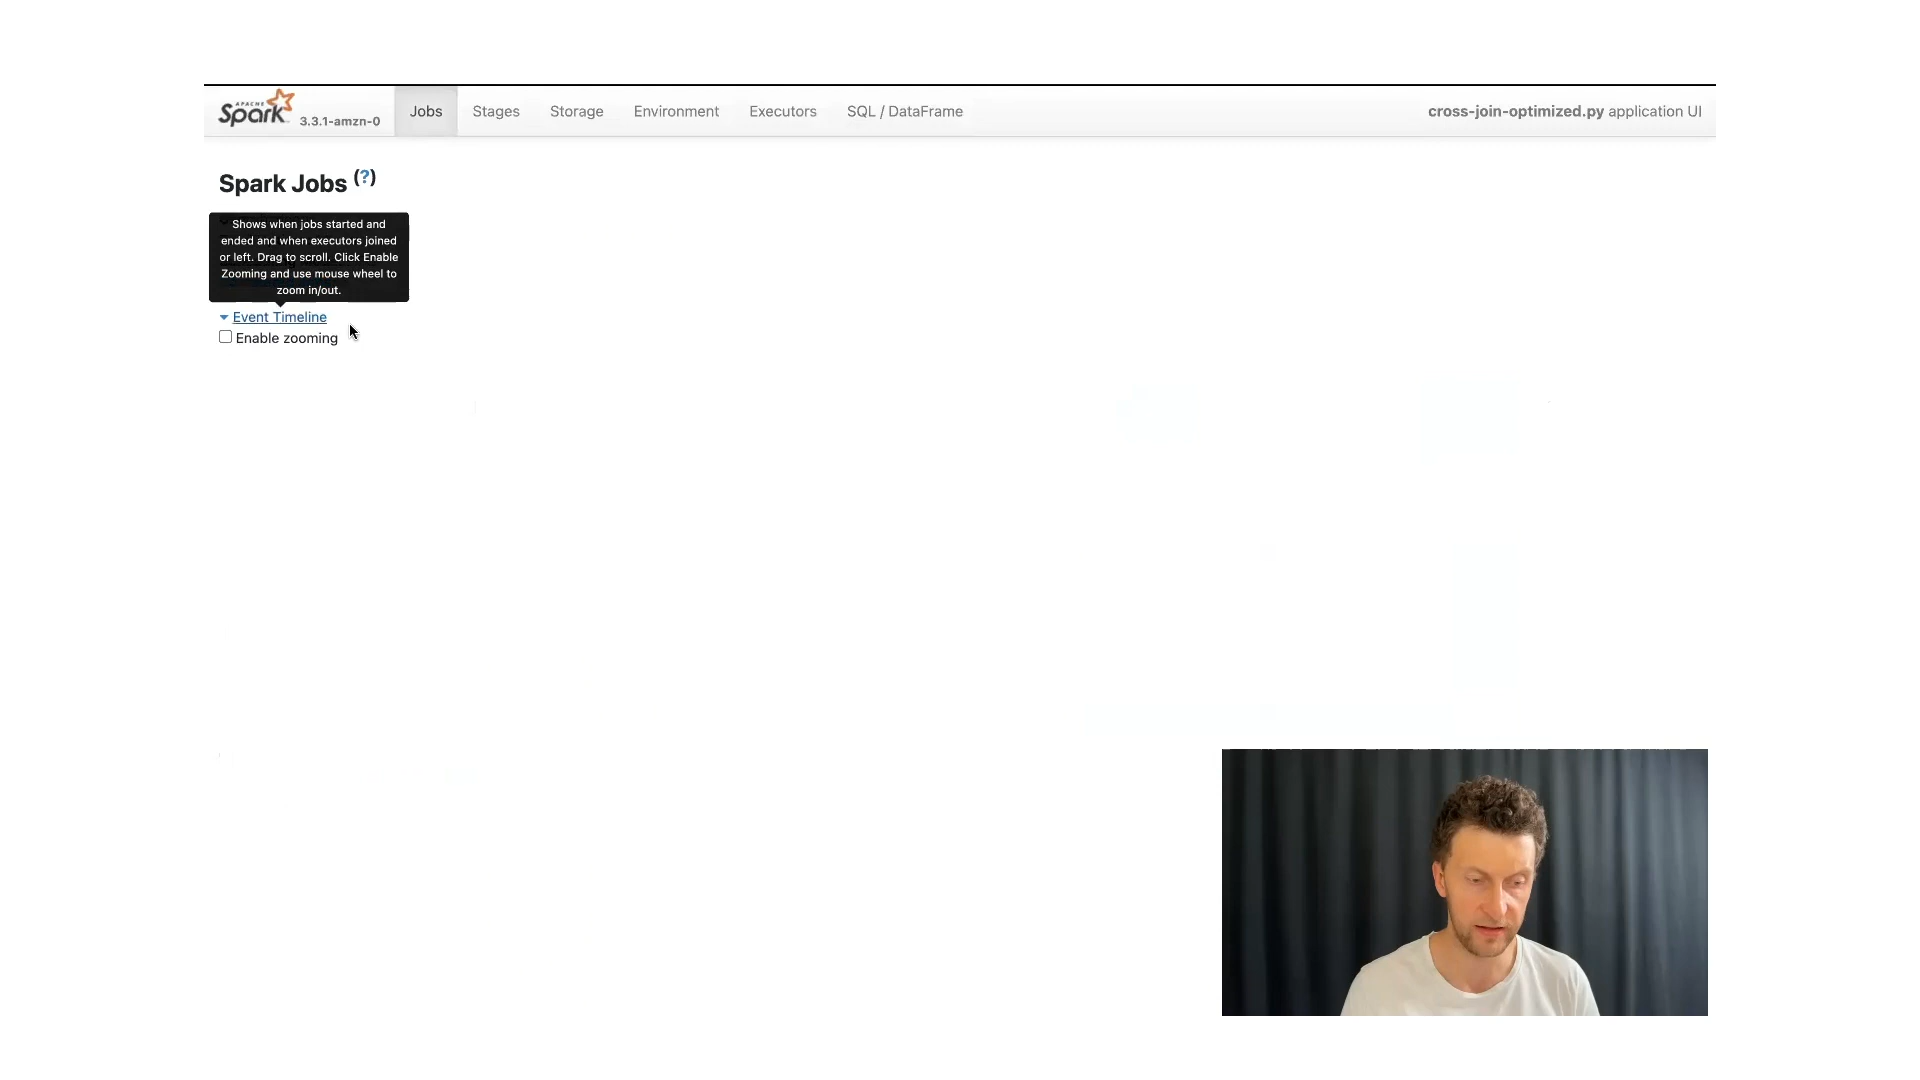 APACHE
Spark 3.3.1-amzn-0 Jobs Stages Storage Environment Executors SQL / DataFrame cross-join-optimized.py application UI
Spark Jobs (?)
Shows when jobs started and
ended and when executors joined
or left. Drag to scroll. Click Enable
Zooming and use mouse wheel to
zoom in/out.
Event Timeline
Enable zooming